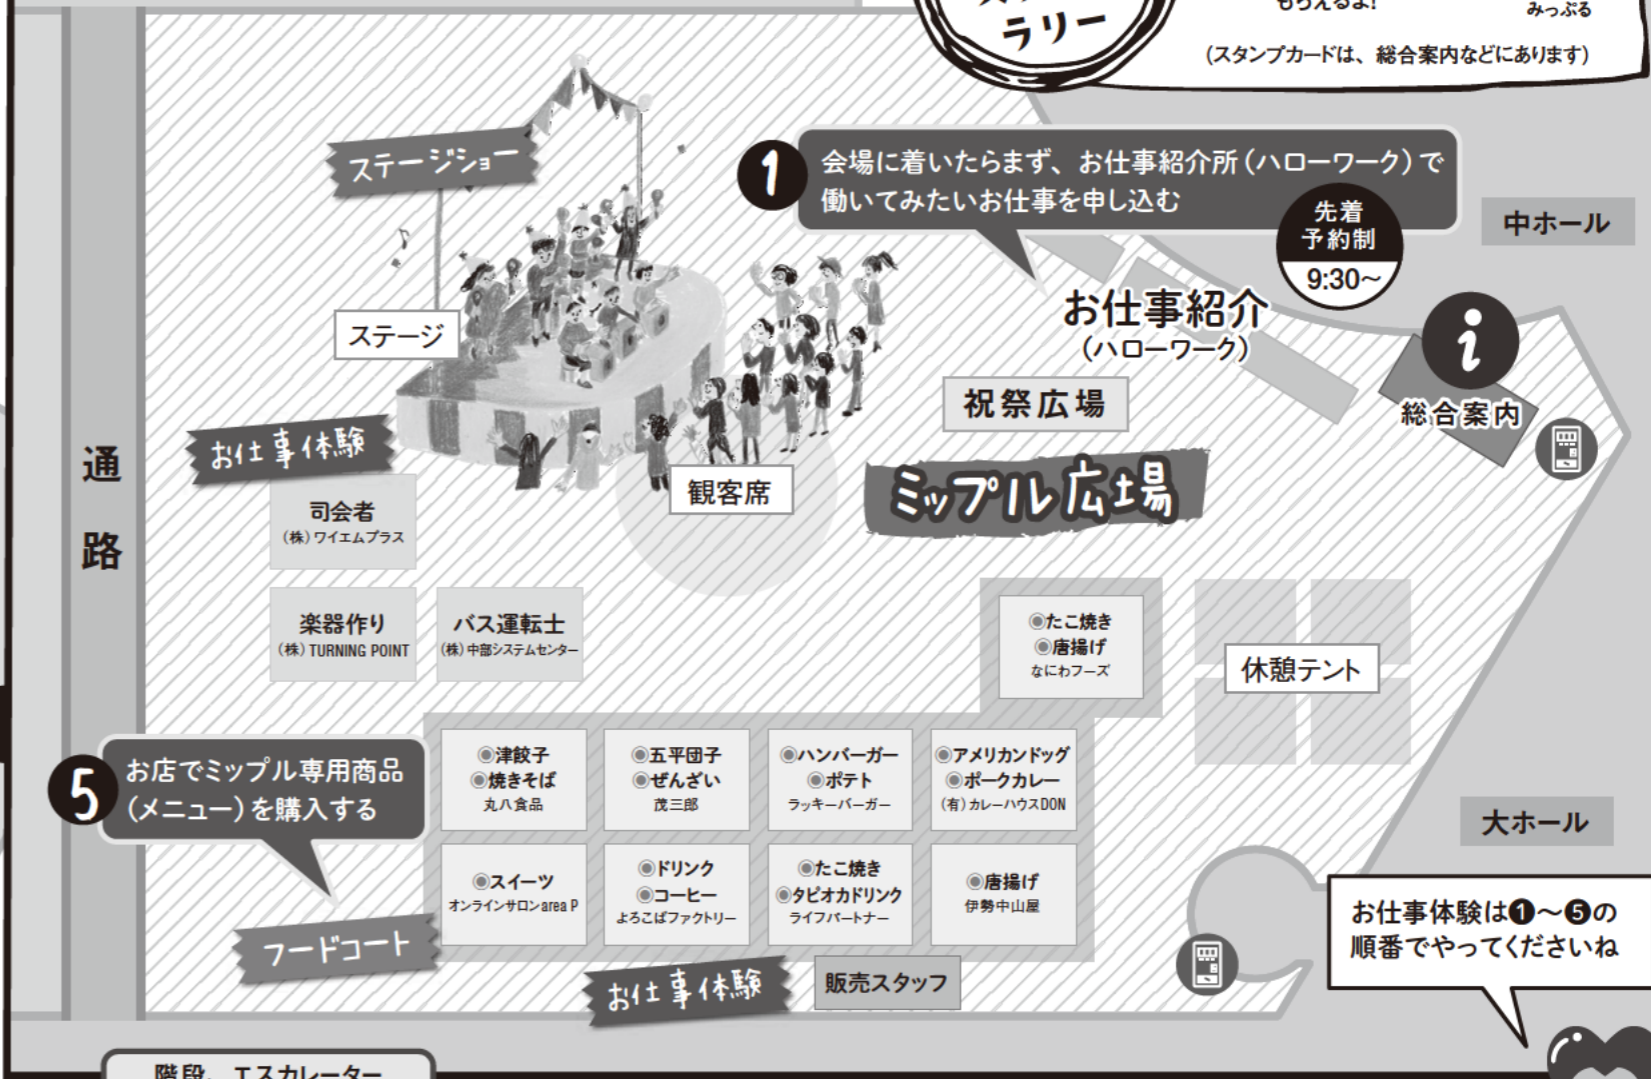 ラリー
もらえるよ!
みっぷる
(スタンプカードは、総合案内などにあります)
ステージショー
1
会場に着いたらまず、お仕事紹介所(ハローワーク)で
働いてみたいお仕事を申し込む
先着
予約制
9:30〜
中ホール
お仕事紹介
(ハローワーク)
i
総合案内
ステージ
祝祭広場
ミップル広場
観客席
通路
お仕事体験
司会者
(株)ワイエムプラス
楽器作り
(株)TURNING POINT
バス運転士
(株)中部システムセンター
◉たこ焼き
◉唐揚げ
なにわフーズ
休憩テント
5
お店でミップル専用商品
(メニュー)を購入する
◉津餃子
◉焼きそば
丸八食品
◉五平団子
◉ぜんざい
茂三郎
◉ハンバーガー
◉ポテト
ラッキーバーガー
◉アメリカンドッグ
◉ポークカレー
(有)カレーハウスDON
◉スイーツ
オンラインサロンarea P
◉ドリンク
◉コーヒー
よろこばファクトリー
◉たこ焼き
◉タピオカドリンク
ライフパートナー
◉唐揚げ
伊勢中山屋
フードコート
お仕事体験
販売スタッフ
大ホール
お仕事体験は❶〜❺の
順番でやってくださいね
階段、エスカレーター